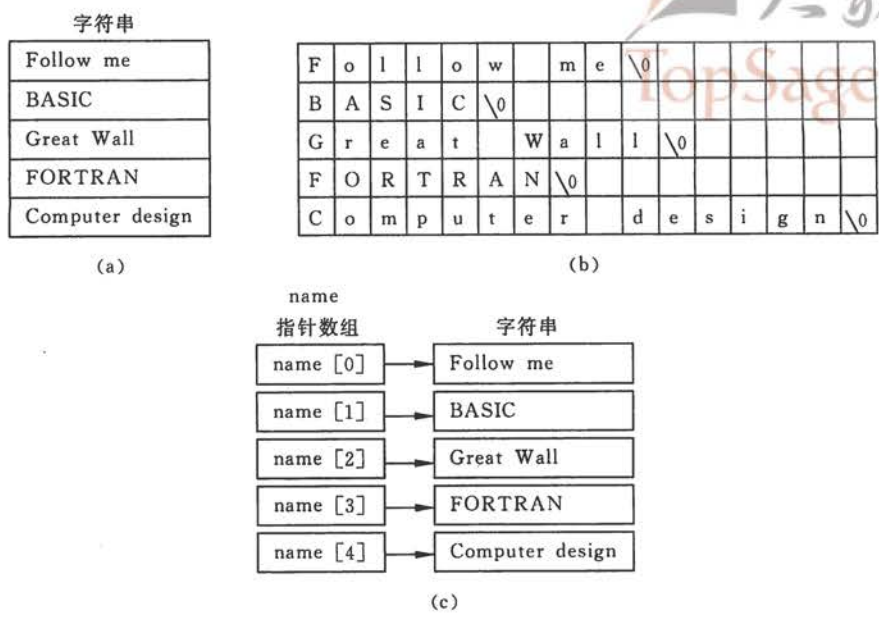 字符串
Follow me
BASIC
Great Wall
FORTRAN
Computer design
(a)
F o l l o w   m e \0
B A S I C \0
G r e a t   W a l l \0
F O R T R A N \0
C o m p u t e r   d e s i g n \0
(b)
TopSage
name
指针数组 字符串
name [0] Follow me
name [1] BASIC
name [2] Great Wall
name [3] FORTRAN
name [4] Computer design
(c)